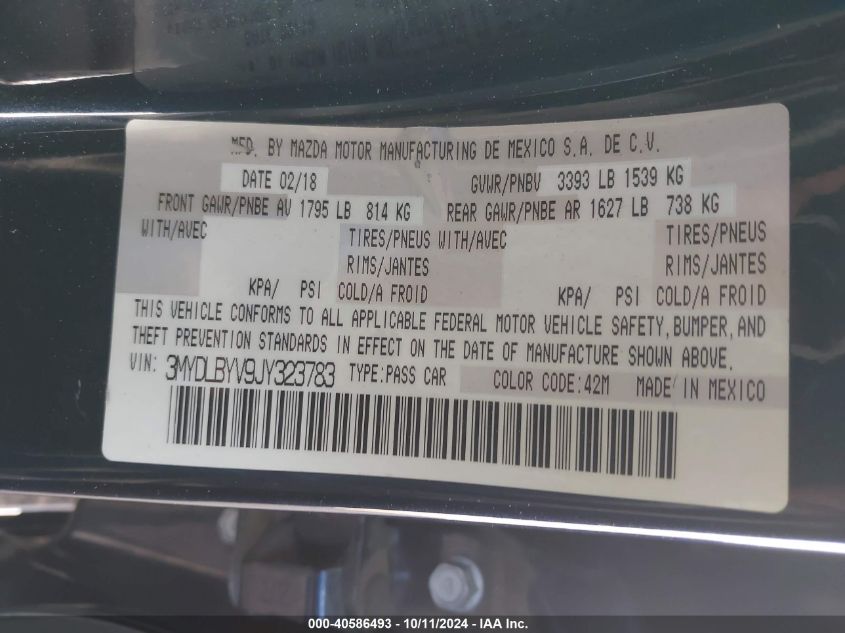 MFD. BY MAZDA MOTOR MANUFACTURING DE MEXICO S.A. DE C.V.
DATE 02/18 GVWR/PNBV 3393 LB 1539 KG
FRONT GAWR/PNBE AV 1795 LB 814 KG REAR GAWR/PNBE AR 1627 LB 738 KG
WITH/AVEC TIRES/PNEUS WITH/AVEC TIRES/PNEUS
RIMS/JANTES RIMS/JANTES
KPA/ PSI COLD/A FROID KPA/ PSI COLD/A FROID
THIS VEHICLE CONFORMS TO ALL APPLICABLE FEDERAL MOTOR VEHICLE SAFETY, BUMPER, AND
THEFT PREVENTION STANDARDS IN EFFECT ON THE DATE OF MANUFACTURE SHOWN ABOVE.
VIN: 3MYDLBYV9JY323783 TYPE:PASS CAR COLOR CODE:42M MADE IN MEXICO
000-40586493 - 10/11/2024 - IAA Inc.